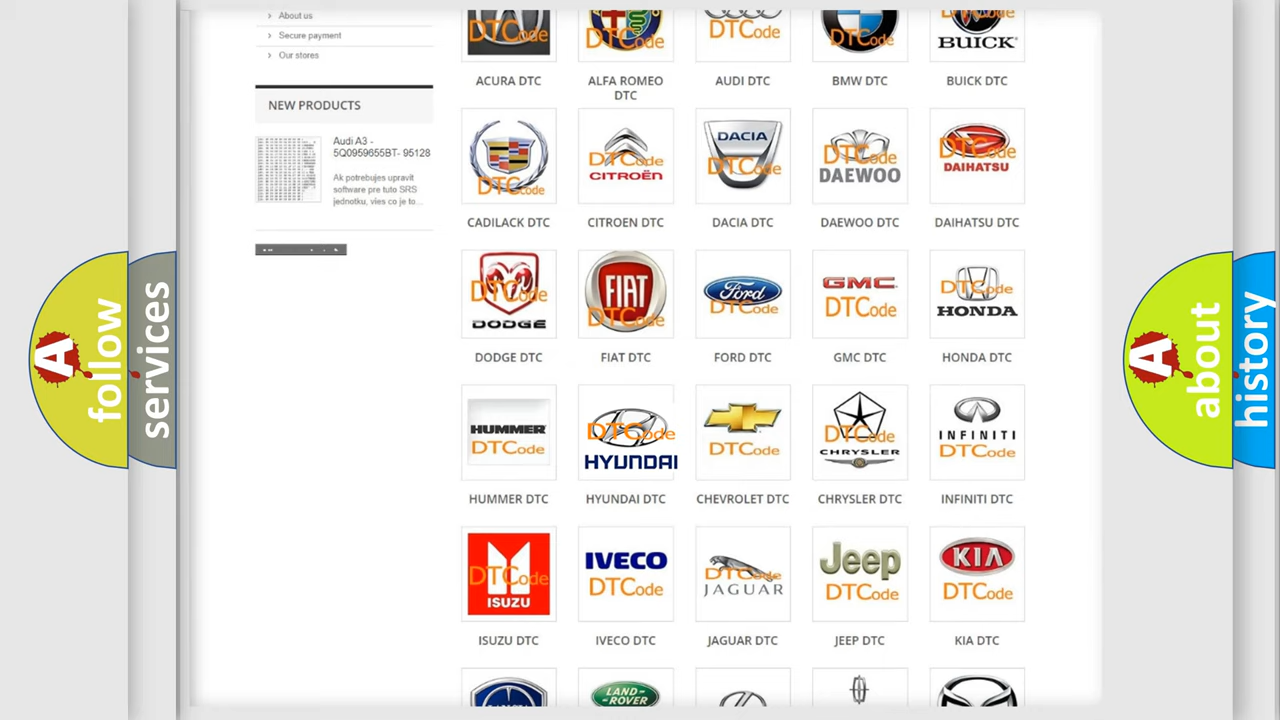 About us
Secure payment
Our stores
NEW PRODUCTS
Audi A3 -
5Q0959655BT- 95128
Ak potrebujes upravit
software pre tuto SRS
jednotku, vies co je to...
DTCode
DTCode
DTCode
DTCode
BUICK
ACURA DTC
ALFA ROMEO
DTC
AUDI DTC
BMW DTC
BUICK DTC
DTCode
DTCode
CITROËN
DACIA
DTCode
DTCode
DAEWOO
DTCode
DAIHATSU
CADILACK DTC
CITROEN DTC
DACIA DTC
DAEWOO DTC
DAIHATSU DTC
DTCode
DODGE
FIAT
DTCode
Ford
DTCode
GMC
DTCode
DTCode
HONDA
DODGE DTC
FIAT DTC
FORD DTC
GMC DTC
HONDA DTC
HUMMER
DTCode
DTCode
HYUNDAI
DTCode
DTCode
CHRYSLER
INFINITI
DTCode
HUMMER DTC
HYUNDAI DTC
CHEVROLET DTC
CHRYSLER DTC
INFINITI DTC
DTCode
ISUZU
IVECO
DTCode
DTCode
JAGUAR
Jeep
DTCode
KIA
DTCode
ISUZU DTC
IVECO DTC
JAGUAR DTC
JEEP DTC
KIA DTC
LAND-
ROVER
A
follow
services
A
about
history